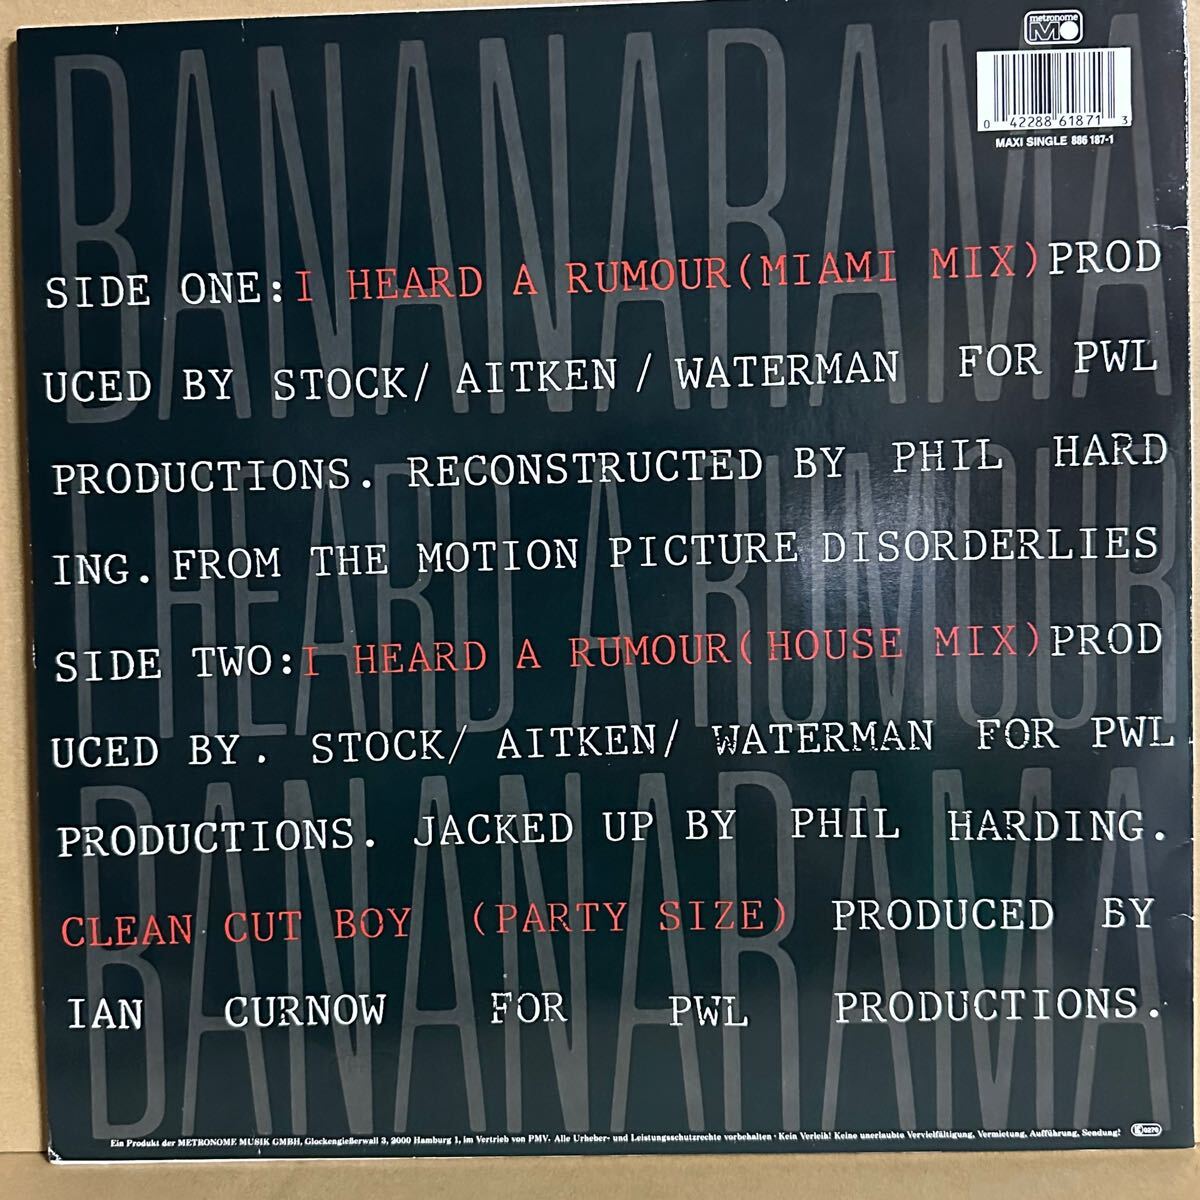 metronome
M
0 42288 61871 3
MAXI SINGLE 886 187-1
BANANARAMA
SIDE ONE:I HEARD A RUMOUR(MIAMI MIX)PROD
UCED BY STOCK/ AITKEN / WATERMAN FOR PWL
PRODUCTIONS. RECONSTRUCTED BY PHIL HARD
I HEARD A RUMOUR
ING. FROM THE MOTION PICTURE DISORDERLIES
SIDE TWO:I HEARD A RUMOUR( HOUSE MIX)PROD
UCED BY. STOCK/ AITKEN/ WATERMAN FOR PWL
PRODUCTIONS. JACKED UP BY PHIL HARDING.
BANANARAMA
CLEAN CUT BOY (PARTY SIZE) PRODUCED BY
IAN CURNOW FOR PWL PRODUCTIONS.
Ein Produkt der METRONOME MUSIK GMBH, Glockengießerwall 3, 2000 Hamburg 1, im Vertrieb von PMV. Alle Urheber- und Leistungsschutzrechte vorbehalten · Kein Verleih! Keine unerlaubte Vervielfältigung, Vermietung, Aufführung, Sendung! K 0276